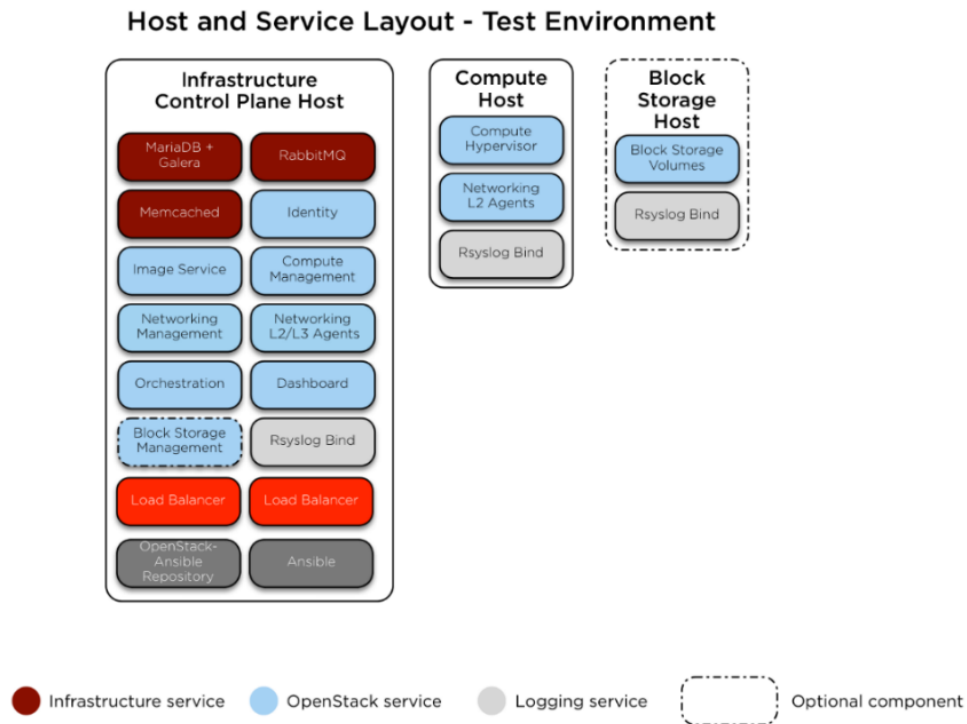 Host and Service Layout - Test Environment
Infrastructure
Control Plane Host
MariaDB +
Galera
RabbitMQ
Memcached
Identity
Image Service
Compute
Management
Networking
Management
Networking
L2/L3 Agents
Orchestration
Dashboard
Block Storage
Management
Rsyslog Bind
Load Balancer
Load Balancer
OpenStack-
Ansible
Repository
Ansible
Compute
Host
Compute
Hypervisor
Networking
L2 Agents
Rsyslog Bind
Block
Storage
Host
Block Storage
Volumes
Rsyslog Bind
Infrastructure service
OpenStack service
Logging service
Optional component